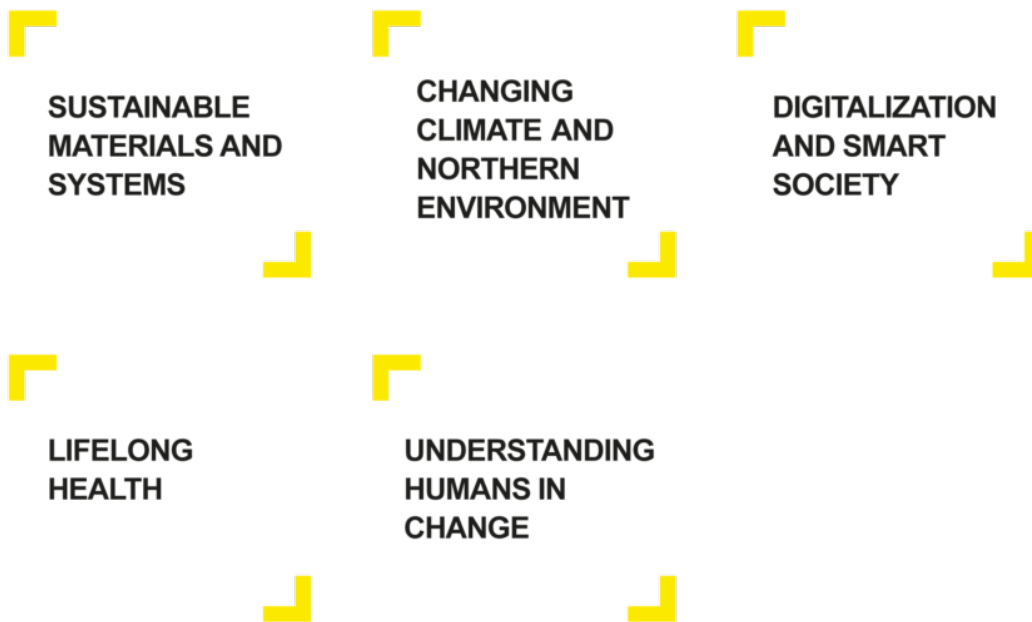 SUSTAINABLE
MATERIALS AND
SYSTEMS
CHANGING
CLIMATE AND
NORTHERN
ENVIRONMENT
DIGITALIZATION
AND SMART
SOCIETY
LIFELONG
HEALTH
UNDERSTANDING
HUMANS IN
CHANGE